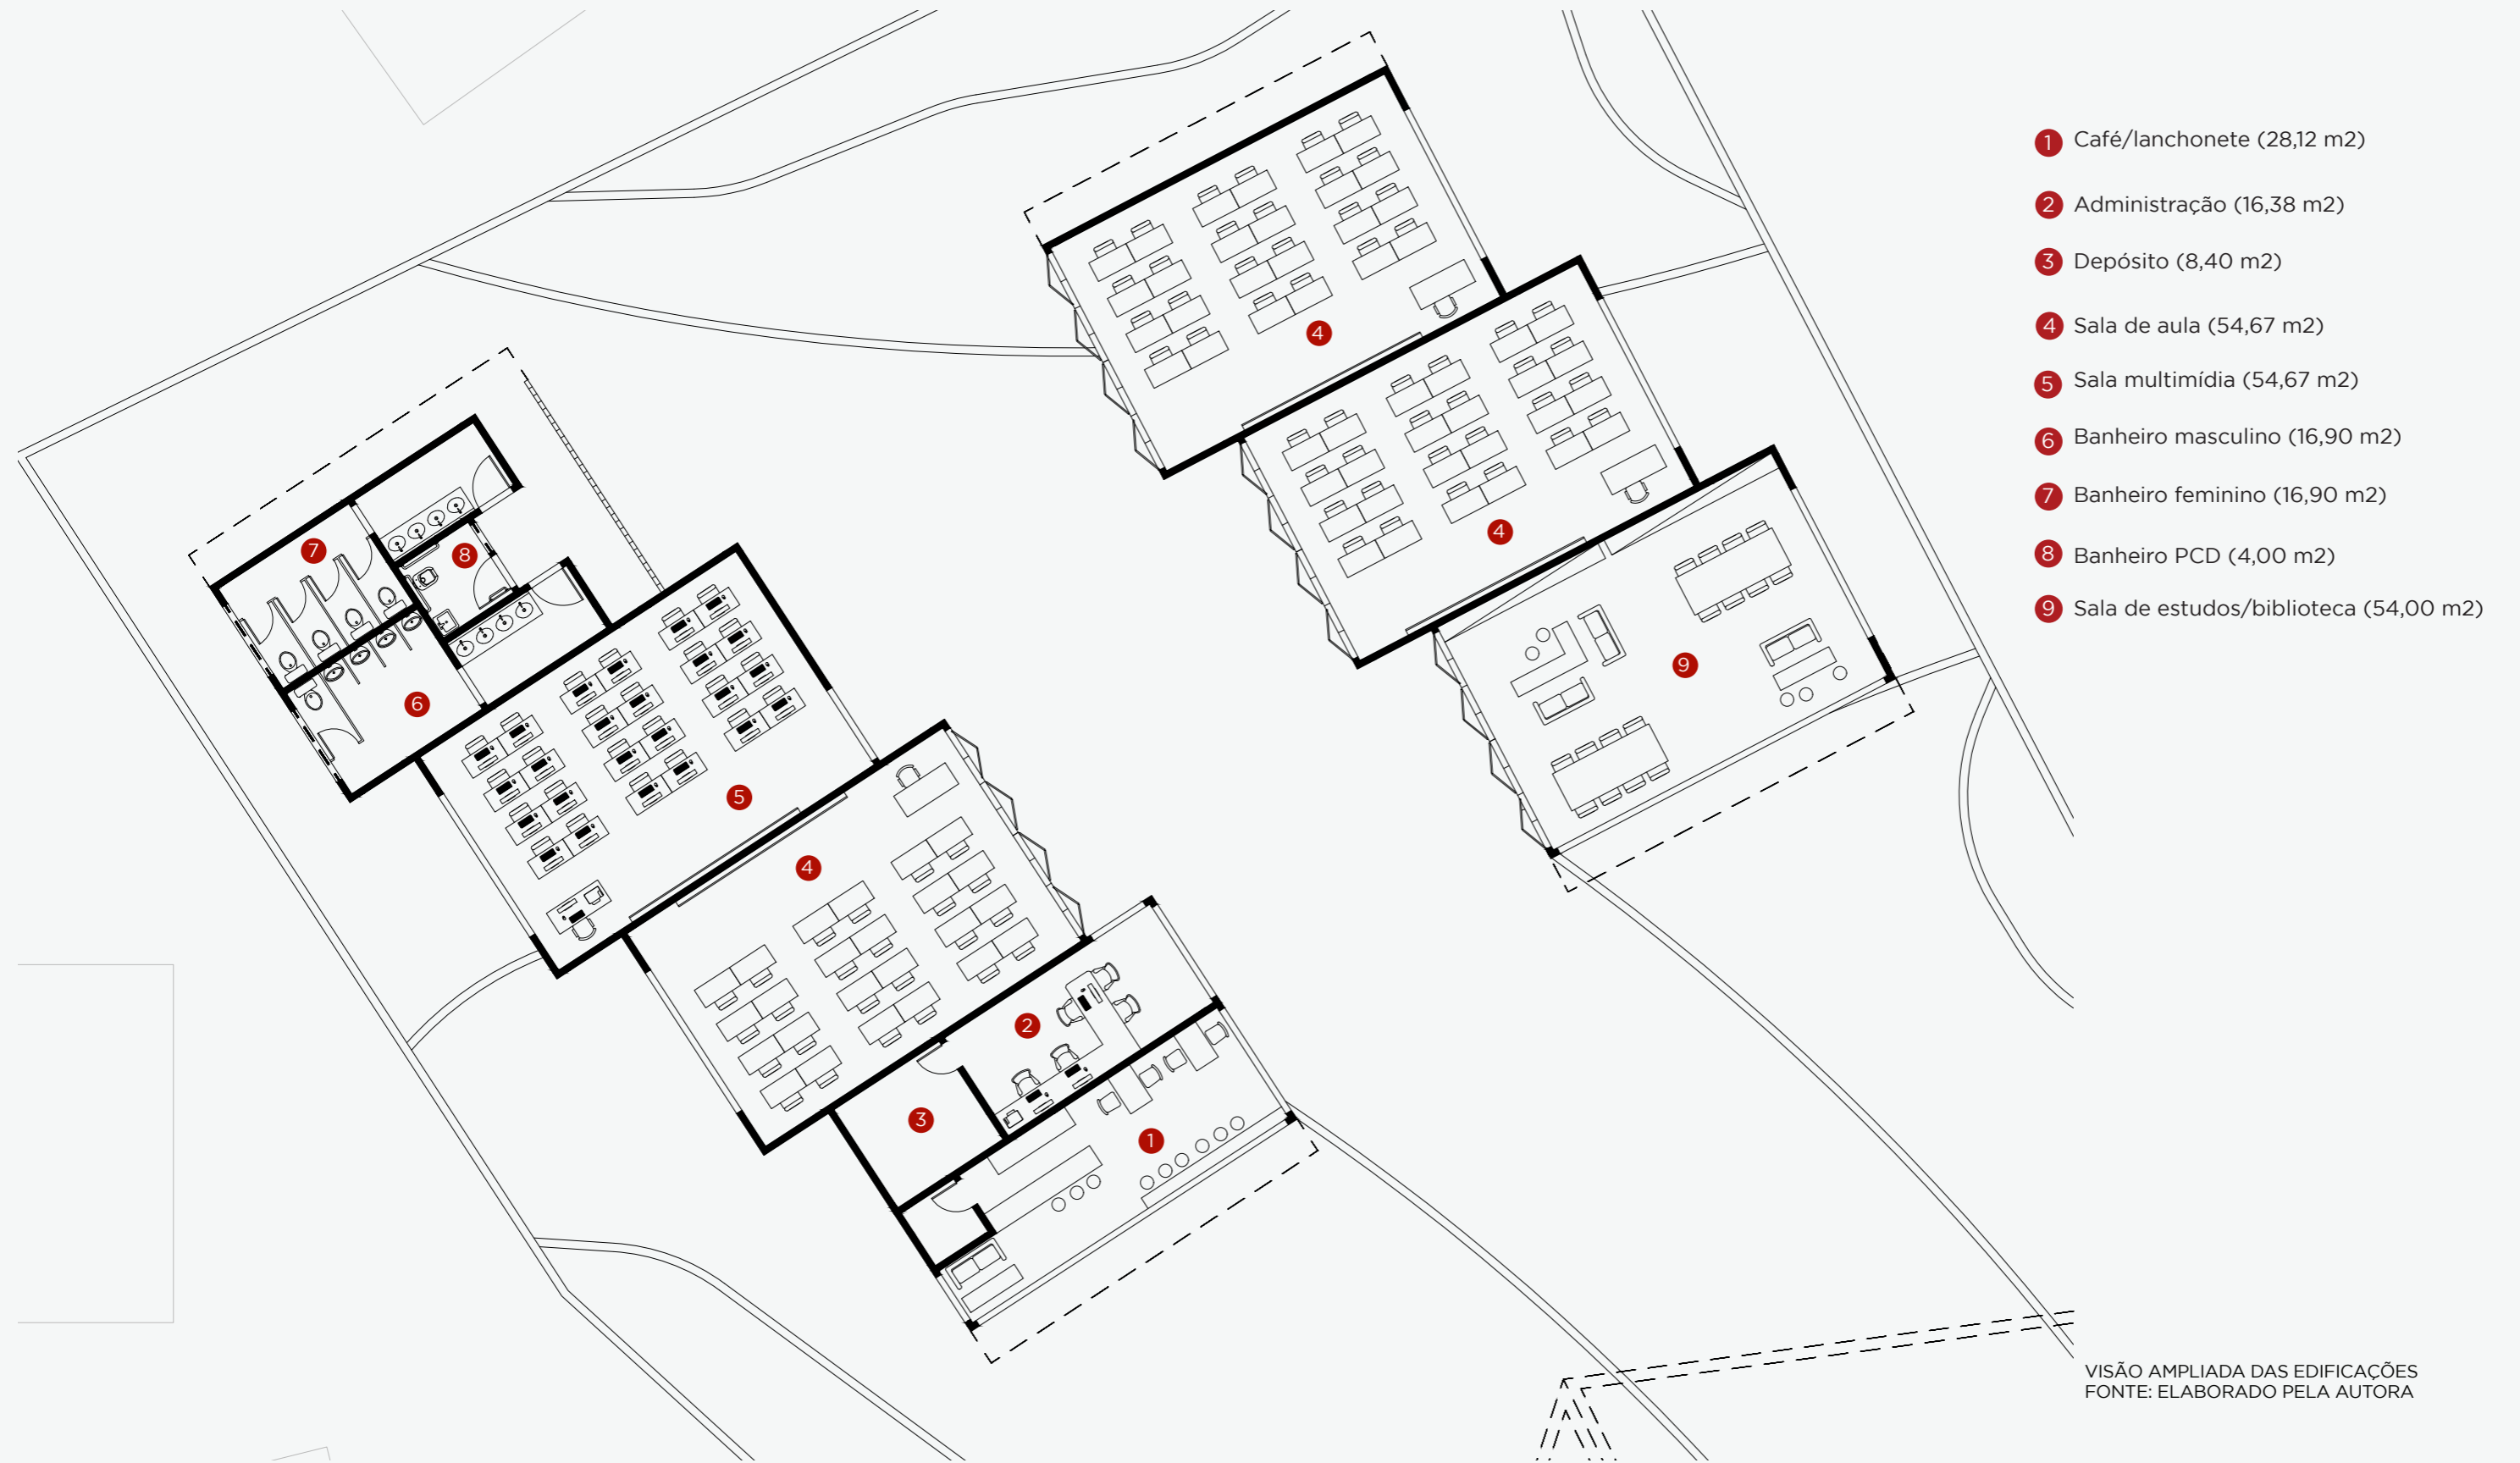 1 Café/lanchonete (28,12 m2)
2 Administração (16,38 m2)
3 Depósito (8,40 m2)
4 Sala de aula (54,67 m2)
5 Sala multimídia (54,67 m2)
6 Banheiro masculino (16,90 m2)
7 Banheiro feminino (16,90 m2)
8 Banheiro PCD (4,00 m2)
9 Sala de estudos/biblioteca (54,00 m2)
4
4
7
8
9
6
5
4
2
3
1
VISÃO AMPLIADA DAS EDIFICAÇÕES
FONTE: ELABORADO PELA AUTORA